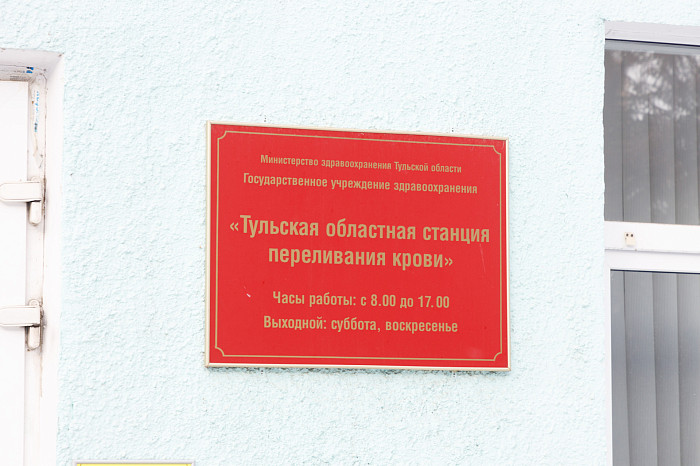 Министерство здравоохранения Тульской области
Государственное учреждение здравоохранения
«Тульская областная станция
переливания крови»
Часы работы: с 8.00 до 17.00
Выходной: суббота, воскресенье